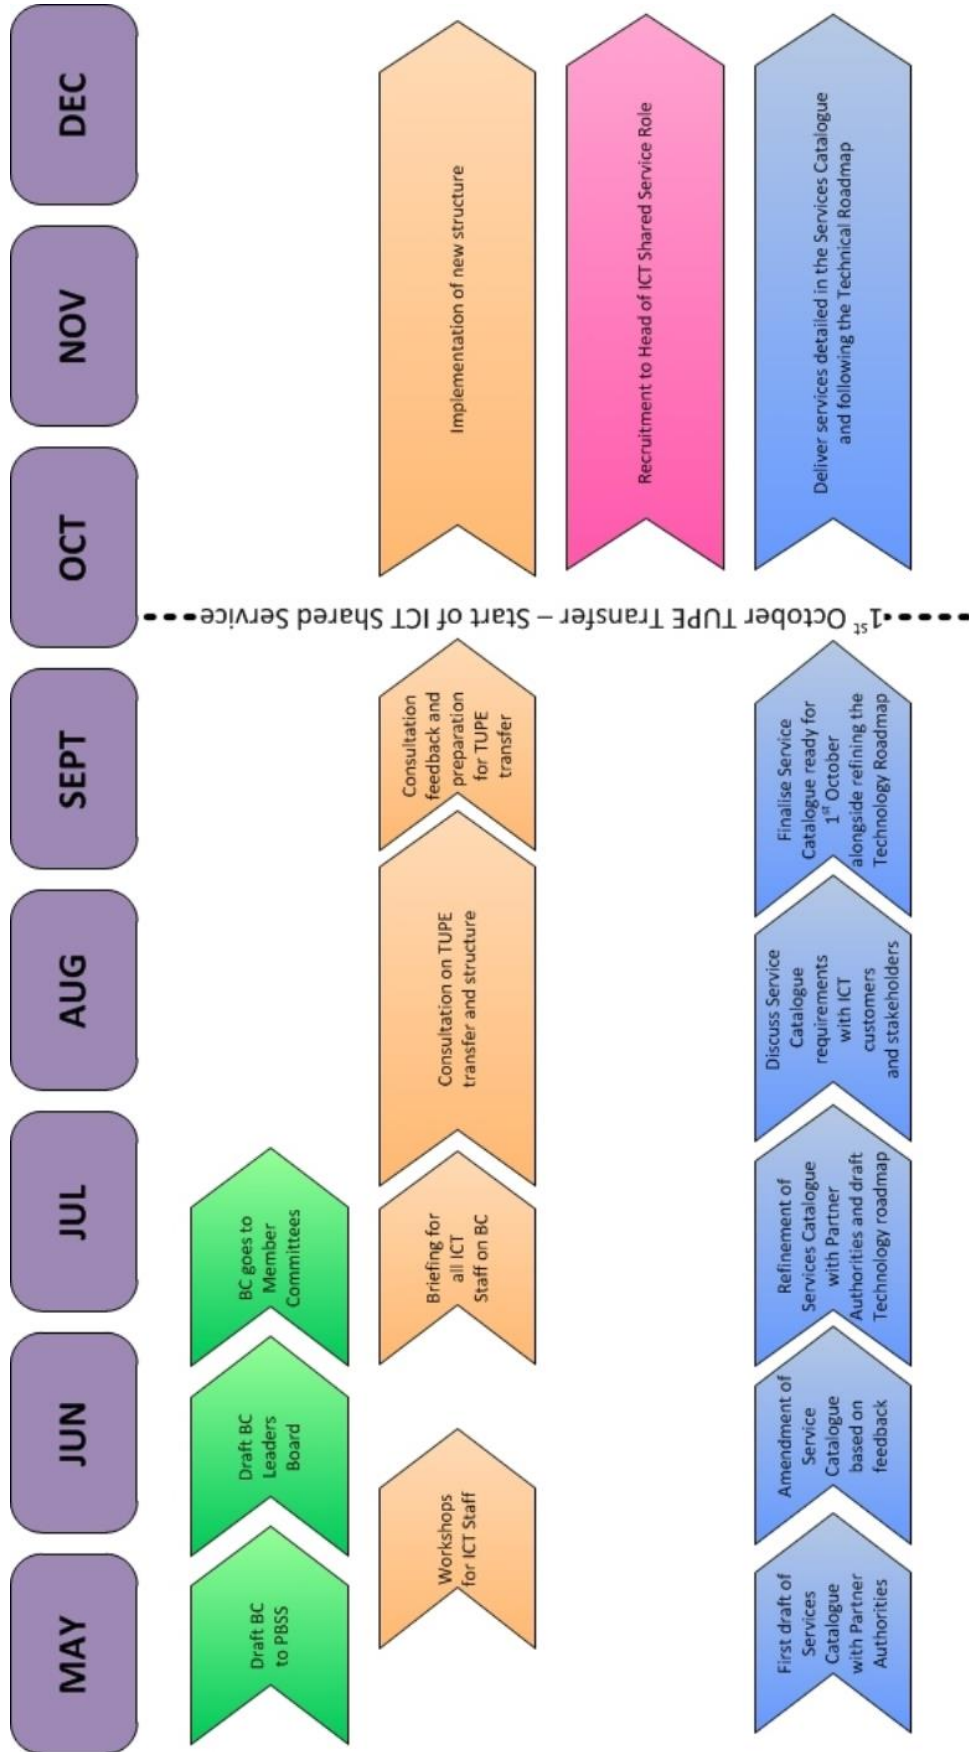 MAY
JUN
JUL
AUG
SEPT
OCT
NOV
DEC
Draft BC
to PBSS
Draft BC
Leaders
Board
BC goes to
Member
Committees
Workshops
for ICT Staff
Briefing for
all ICT
Staff on BC
Consultation on TUPE
transfer and structure
Consultation
feedback and
preparation
for TUPE
transfer
1st October TUPE Transfer – Start of ICT Shared Service
Implementation of new structure
Recruitment to Head of ICT Shared Service Role
First draft of
Services
Catalogue
with Partner
Authorities
Amendment of
Service
Catalogue
based on
feedback
Refinement of
Services Catalogue
with Partner
Authorities and draft
Technology roadmap
Discuss Service
Catalogue
requirements
with ICT
customers
and stakeholders
Finalise Service
Catalogue ready for
1st October
alongside refining the
Technology Roadmap
Deliver services detailed in the Services Catalogue
and following the Technical Roadmap